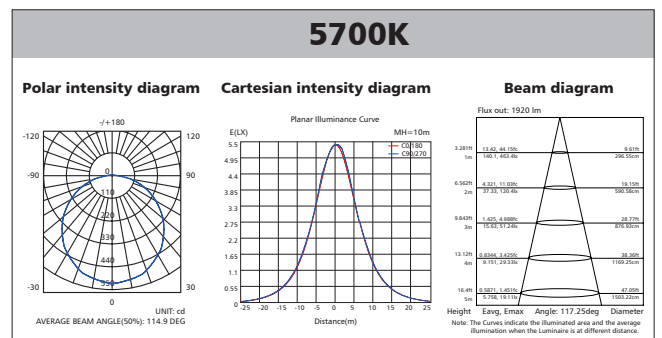 5700K
Polar intensity diagram
-/+180
-120
120
-90
90
0
110
220
330
440
550
-30
30
0
UNIT: cd
AVERAGE BEAM ANGLE(50%): 114.9 DEG
Cartesian intensity diagram
Planar Illuminance Curve
E(LX)
MH=10m
C0/180
C90/270
5.5
4.95
4.4
3.85
3.3
2.75
2.2
1.65
1.1
0.55
0
-25 -20 -15 -10 -5 0 5 10 15 20 25
Distance(m)
Beam diagram
Flux out: 1920 lm
3.281ft 13.42, 44.15fc 9.61ft
1m 140.1, 463.4lx 296.55cm
6.562ft 4.321, 11.03fc 19.15ft
2m 37.33, 120.4lx 590.58cm
9.843ft 1.425, 4.988fc 28.77ft
3m 15.63, 51.24lx 876.93cm
13.12ft 0.8344, 3.425fc 38.36ft
4m 9.151, 29.33lx 1169.25cm
16.4ft 0.5871, 1.451fc 47.05ft
5m 5.758, 19.11lx 1503.22cm
Height Eavg, Emax Angle: 117.25deg Diameter
Note: The Curves indicate the illuminated area and the average
illumination when the Luminaire is at different distance.